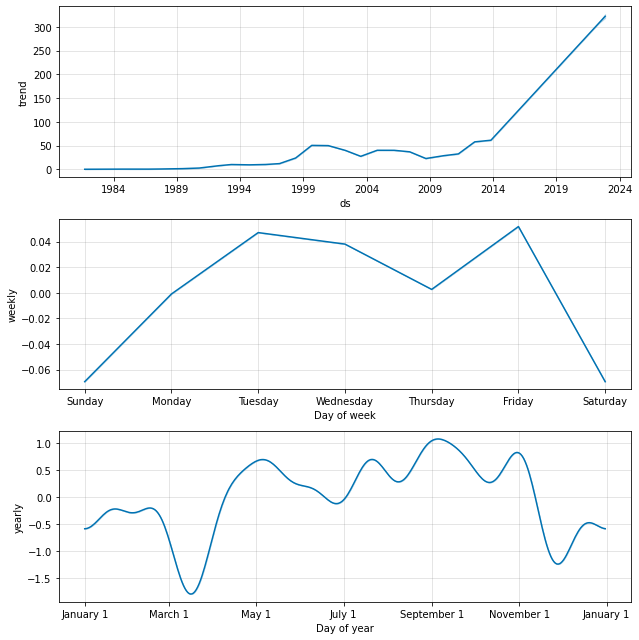 300
250
200
150
100
50
0
trend
1984 1989 1994 1999 2004 2009 2014 2019 2024
ds
0.04
0.02
0.00
−0.02
−0.04
−0.06
weekly
Sunday Monday Tuesday Wednesday Thursday Friday Saturday
Day of week
1.0
0.5
0.0
−0.5
−1.0
−1.5
yearly
January 1 March 1 May 1 July 1 September 1 November 1 January 1
Day of year